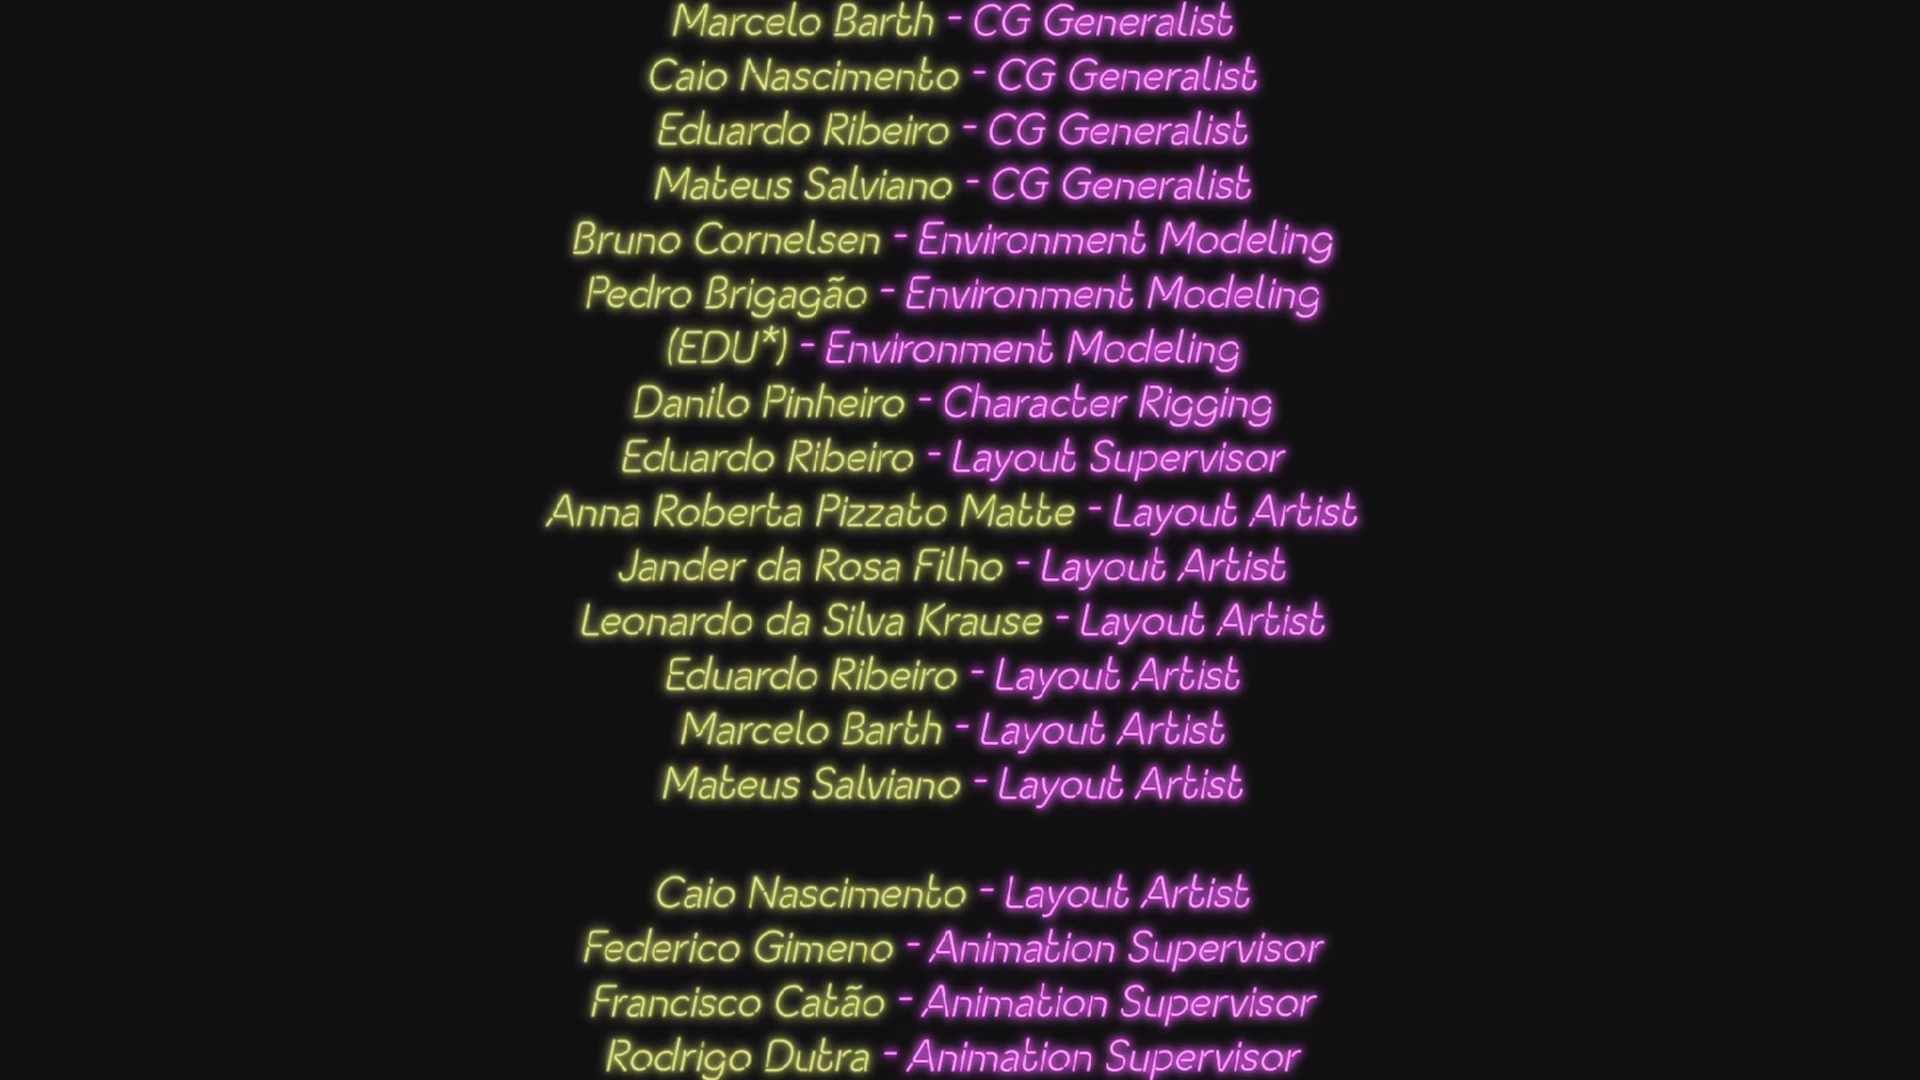 Marcelo Barth - CG Generalist
Caio Nascimento - CG Generalist
Eduardo Ribeiro - CG Generalist
Mateus Salviano - CG Generalist
Bruno Cornelsen - Environment Modeling
Pedro Brigagão - Environment Modeling
(EDU*) - Environment Modeling
Danilo Pinheiro - Character Rigging
Eduardo Ribeiro - Layout Supervisor
Anna Roberta Pizzato Matte - Layout Artist
Jander da Rosa Filho - Layout Artist
Leonardo da Silva Krause - Layout Artist
Eduardo Ribeiro - Layout Artist
Marcelo Barth - Layout Artist
Mateus Salviano - Layout Artist
Caio Nascimento - Layout Artist
Federico Gimeno - Animation Supervisor
Francisco Catão - Animation Supervisor
Rodrigo Dutra - Animation Supervisor